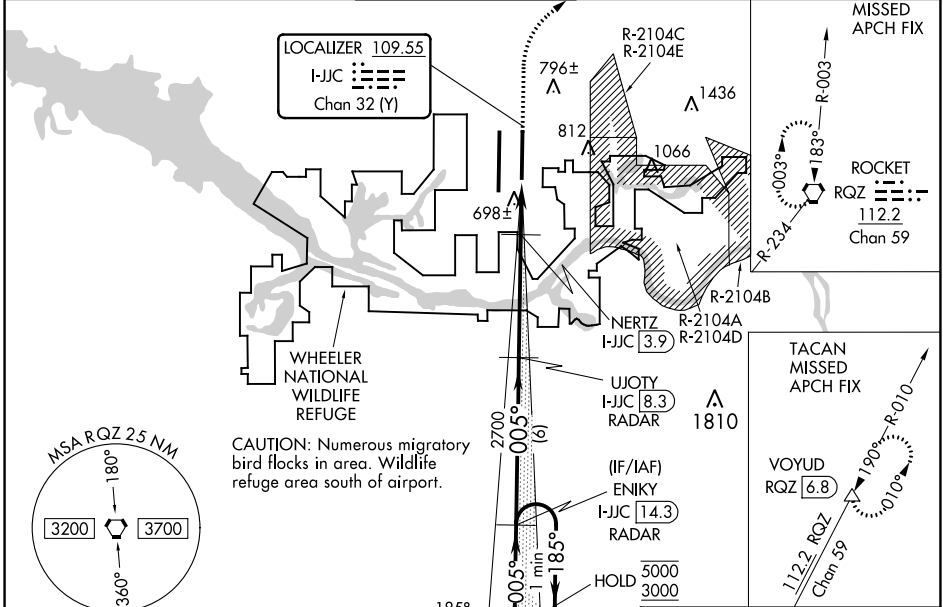 LOCALIZER 109.55
I-JJC
Chan 32 (Y)
R-2104C
R-2104E
796±
1436
812
1066
698±
MISSED
APCH FIX
R-003
003°
183°
ROCKET
RQZ
112.2
Chan 59
R-234
R-2104B
R-2104A
R-2104D
NERTZ
I-JJC 3.9
WHEELER
NATIONAL
WILDLIFE
REFUGE
UJOTY
I-JJC 8.3
RADAR
1810
2700
005°
(6)
CAUTION: Numerous migratory
bird flocks in area. Wildlife
refuge area south of airport.
TACAN
MISSED
APCH FIX
R-010
190°
010°
VOYUD
RQZ 6.8
112.2 RQZ
Chan 59
MSA RQZ 25 NM
180°
3200
3700
360°
(IF/IAF)
ENIKY
I-JJC 14.3
RADAR
005°
1 min
185°
HOLD 5000
3000